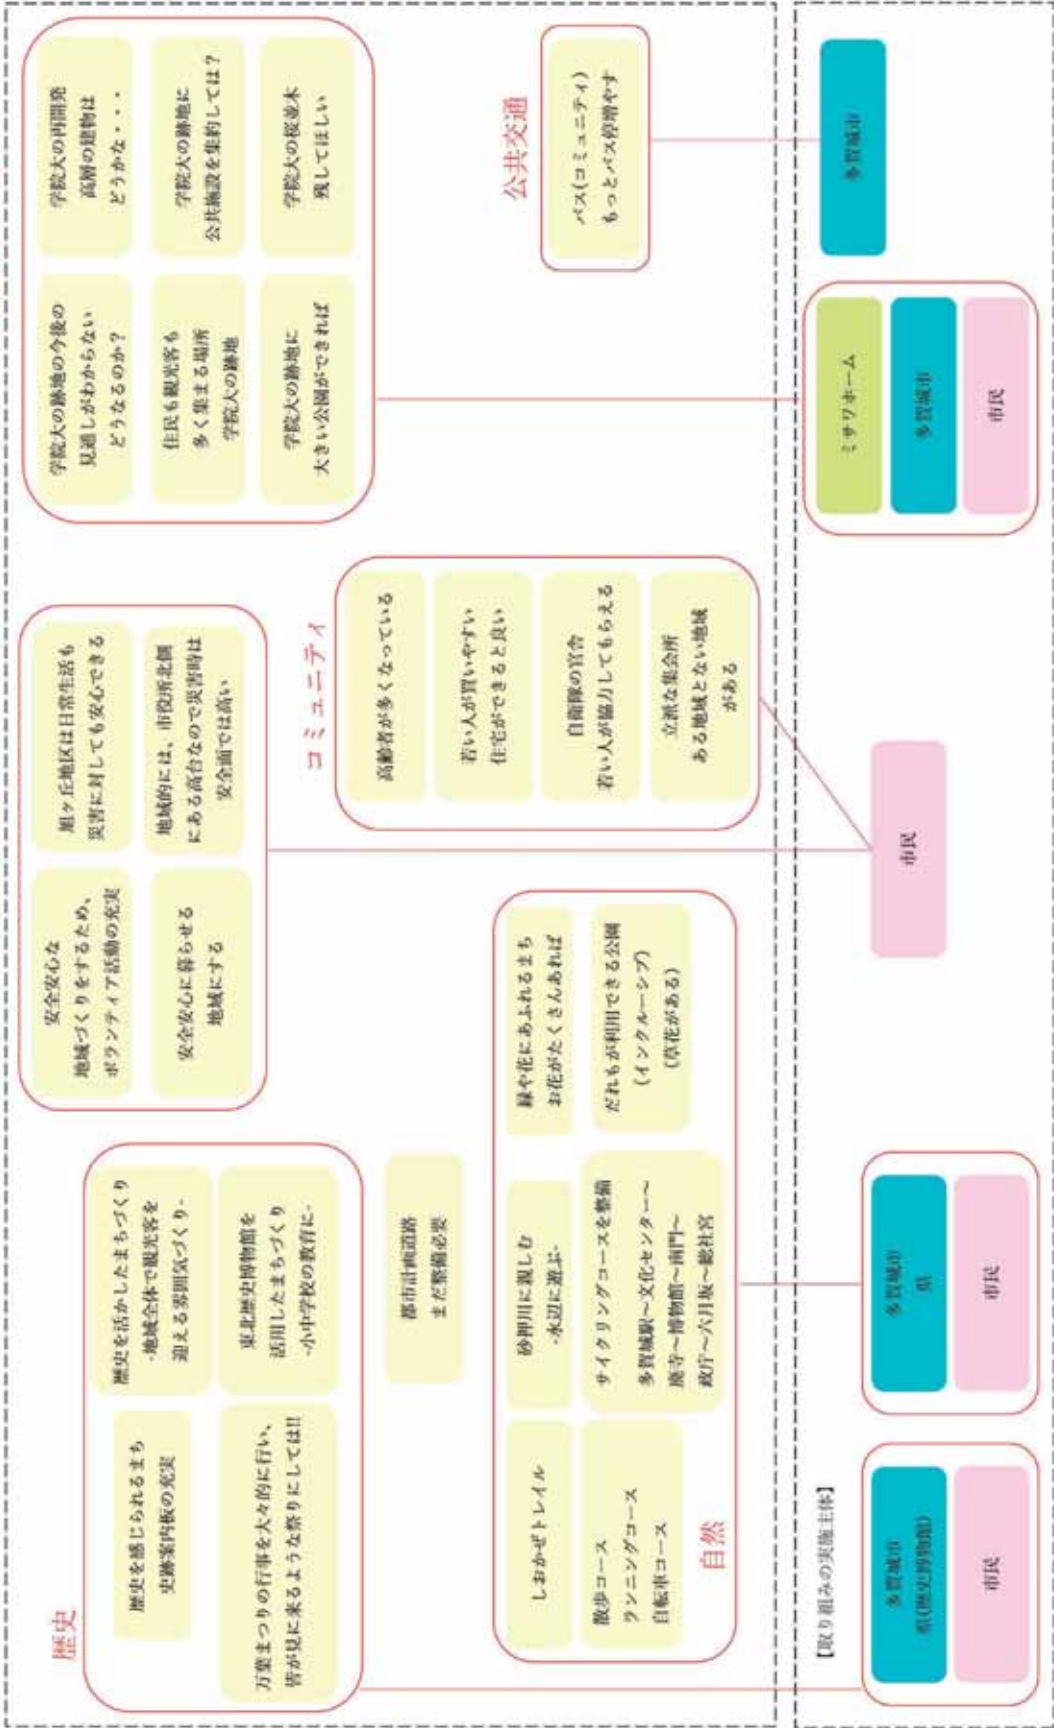 歴史
歴史を感じられるまち
史跡案内板の充実
歴史を活かしたまちづくり
-地域全体で観光客を
迎える雰囲気づくり-
万葉まつりの行事を大々的に行い、
皆が見に来るような祭りにしては!!
東北歴史博物館を
活用したまちづくり
-小中学校の教育に-
都市計画道路
まだ整備必要
しおかぜトレイル
砂押川に親しむ
-水辺に遊ぶ-
緑や花にあふれるまち
お花がたくさんあれば
散歩コース
ランニングコース
自転車コース
サイクリングコースを整備
多賀城駅～文化センター～
廃寺～博物館～南門～
政庁～六月坂～総社宮
だれもが利用できる公園
(インクルーシブ)
(草花がある)
自然
安全安心な
地域づくりをするため、
ボランティア活動の充実
旭ヶ丘地区は日常生活も
災害に対しても安心できる
安全安心に暮らせる
地域にする
地域的には、市役所北側
にある高台なので災害時は
安全面では高い
コミュニティ
高齢者が多くなっている
若い人が買いやすい
住宅ができると良い
自衛隊の官舎
若い人が協力してもらえる
立派な集会所
ある地域とない地域
がある
学院大の跡地の今後の
見通しがわからない
どうなるのか?
学院大の再開発
高層の建物は
どうかな・・・
住民も観光客も
多く集まる場所
学院大の跡地
学院大の跡地に
公共施設を集約しては?
学院大の跡地に
大きい公園ができれば
学院大の桜並木
残してほしい
公共交通
バス(コミュニティ)
もっとバス停増やす
【取り組みの実施主体】
多賀城市
県(歴史博物館)
市民
多賀城市
県
市民
市民
ミサワホーム
多賀城市
市民
多賀城市